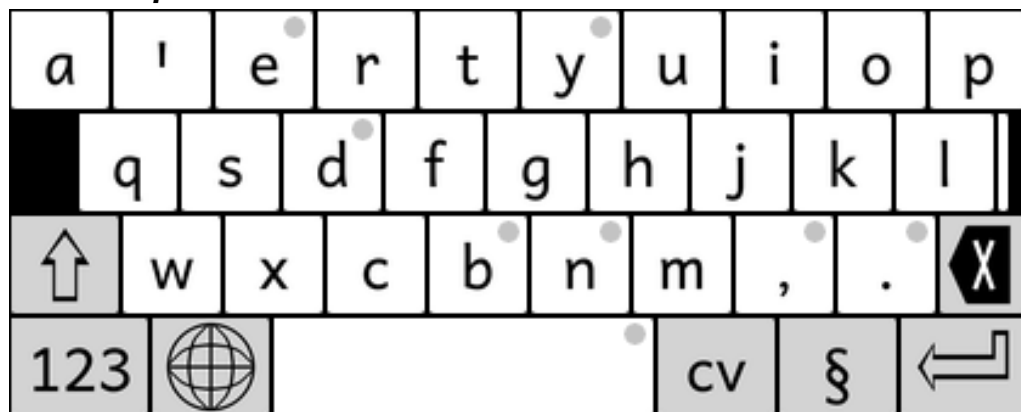 a ꞌ e r t y u i o p
q s d f g h j k l
w x c b n m , .
123 cv §